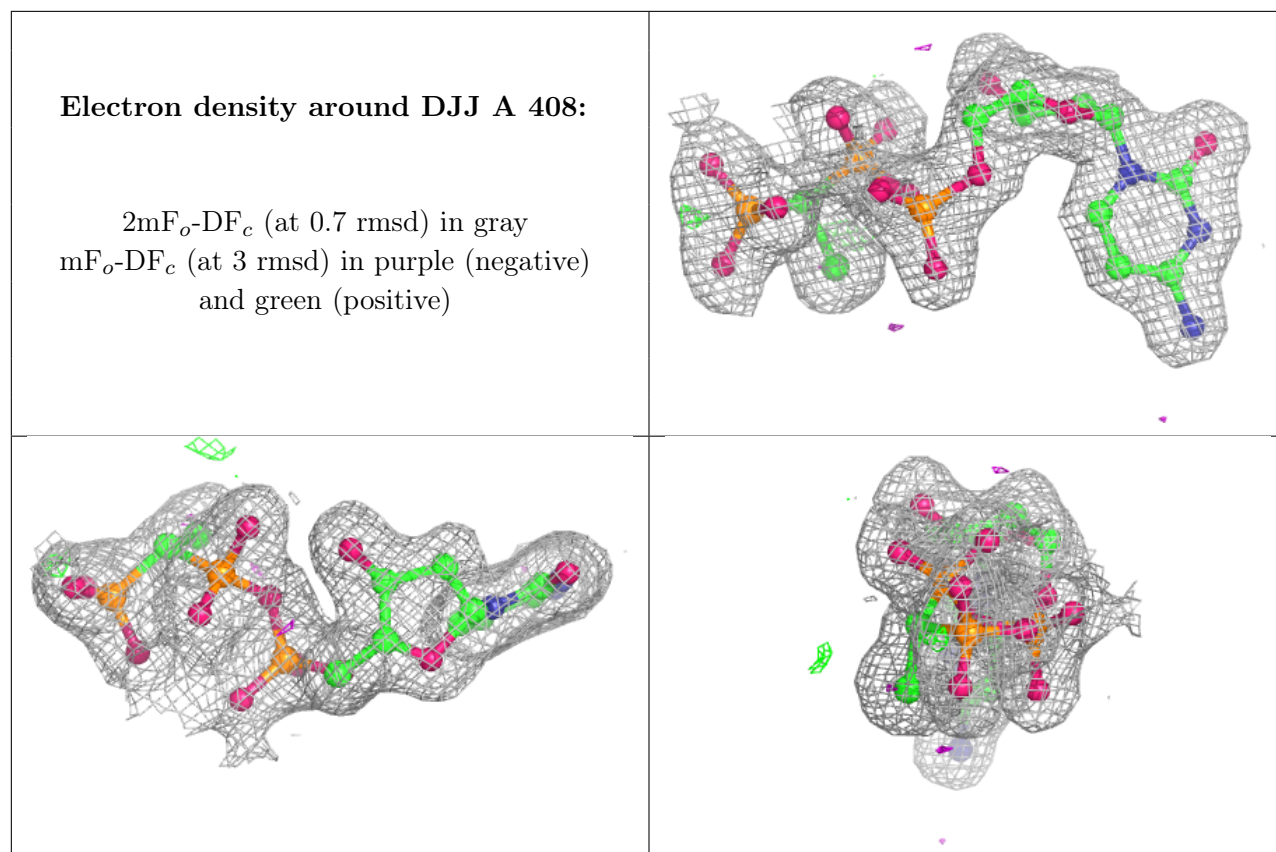 Electron density around DJJ A 408:
2mFo-DFc (at 0.7 rmsd) in gray
mFo-DFc (at 3 rmsd) in purple (negative)
and green (positive)